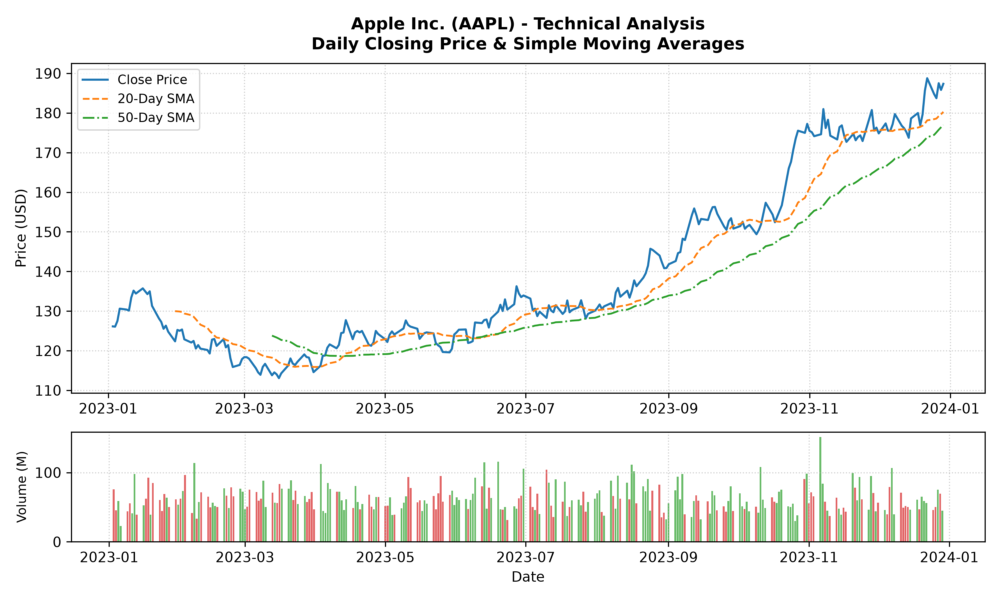 Apple Inc. (AAPL) - Technical Analysis
Daily Closing Price & Simple Moving Averages
Close Price
20-Day SMA
50-Day SMA
Price (USD)
190
180
170
160
150
140
130
120
110
2023-01 2023-03 2023-05 2023-07 2023-09 2023-11 2024-01
Volume (M)
100
0
2023-01 2023-03 2023-05 2023-07 2023-09 2023-11 2024-01
Date